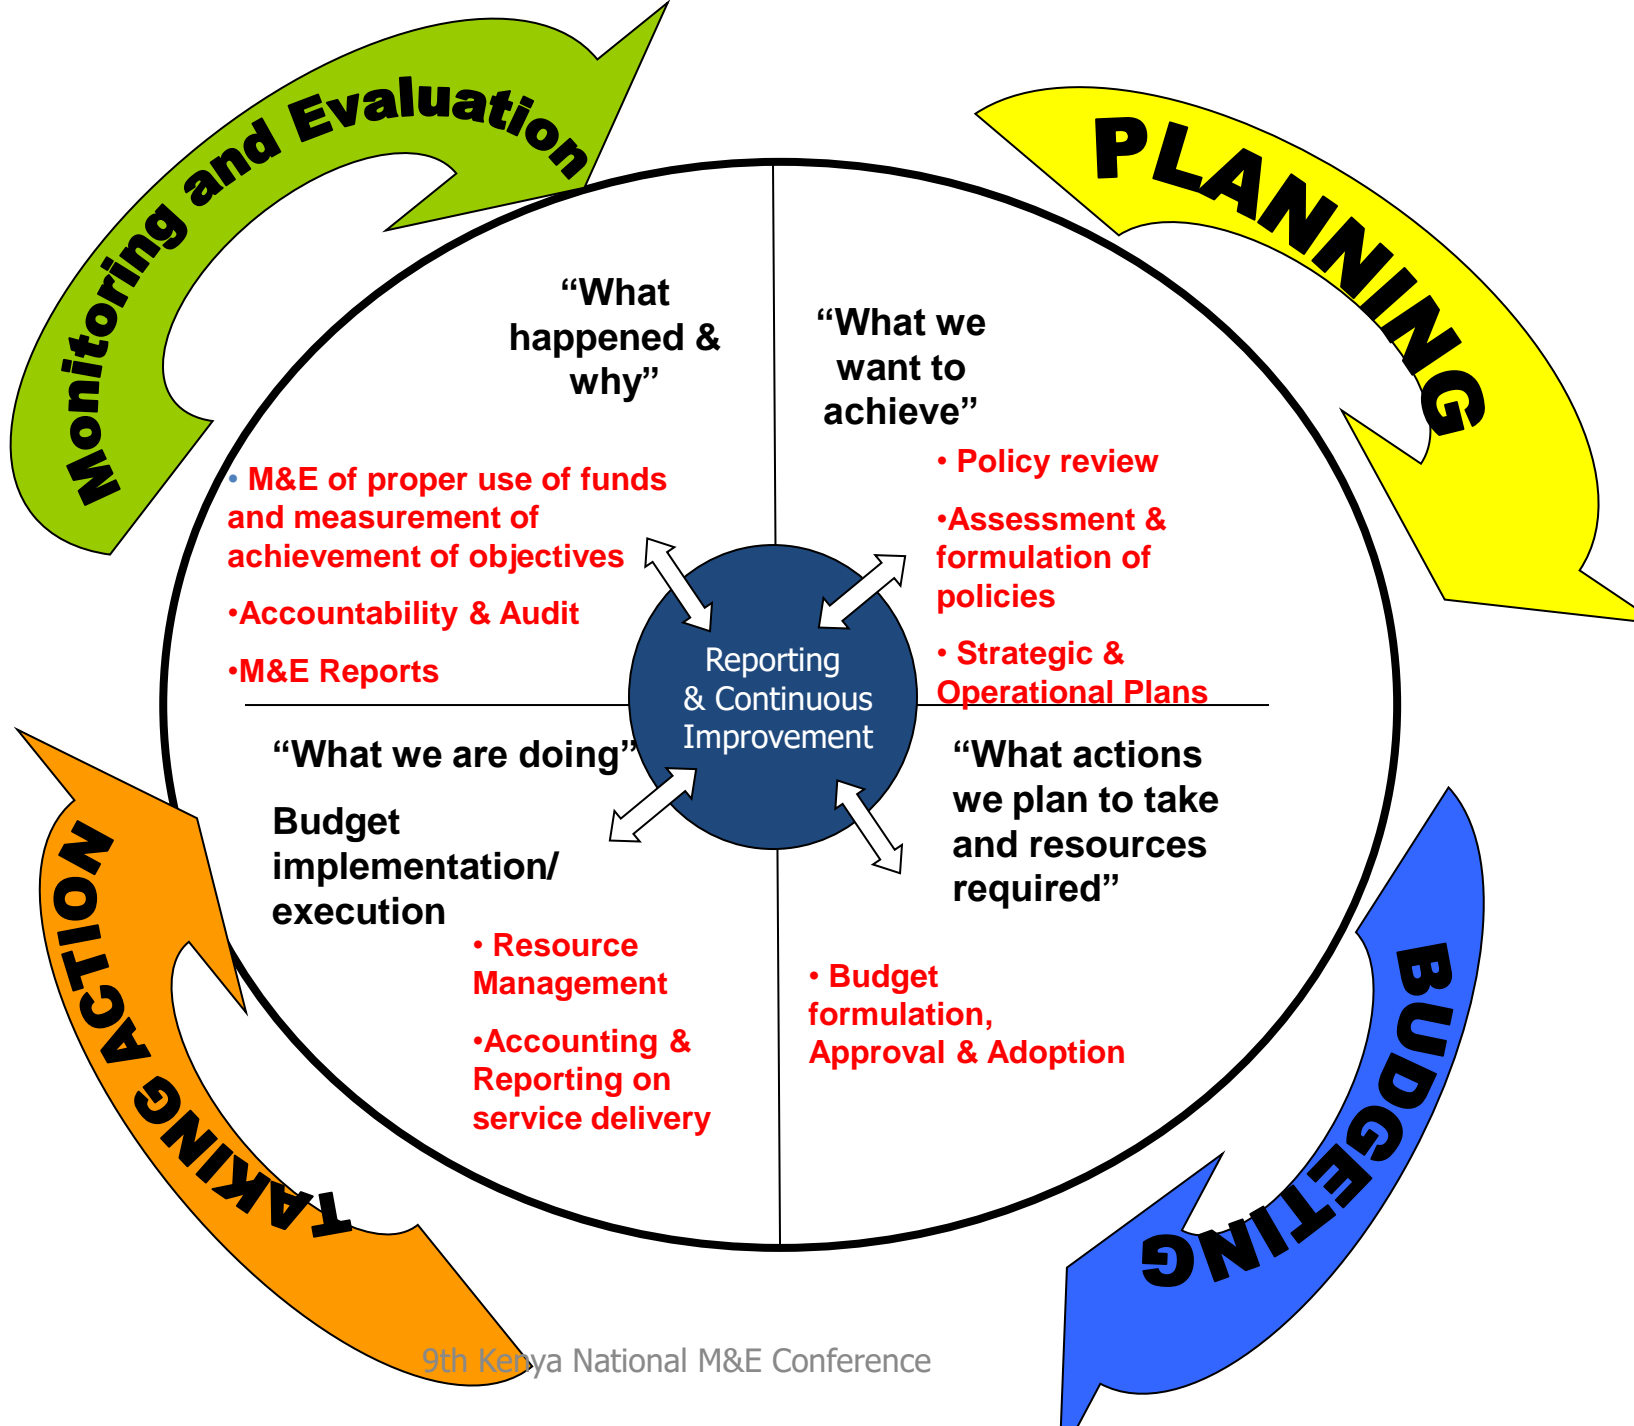 Monitoring and Evaluation
PLANNING
“What
happened &
why”
“What we
want to
achieve”
• M&E of proper use of funds
and measurement of
achievement of objectives
•Accountability & Audit
•M&E Reports
• Policy review
•Assessment &
formulation of
policies
• Strategic &
Operational Plans
Reporting
& Continuous
Improvement
“What we are doing”
Budget
implementation/
execution
• Resource
Management
•Accounting &
Reporting on
service delivery
“What actions
we plan to take
and resources
required”
• Budget
formulation,
Approval & Adoption
TAKING ACTION
BUDGETING
9th Kenya National M&E Conference